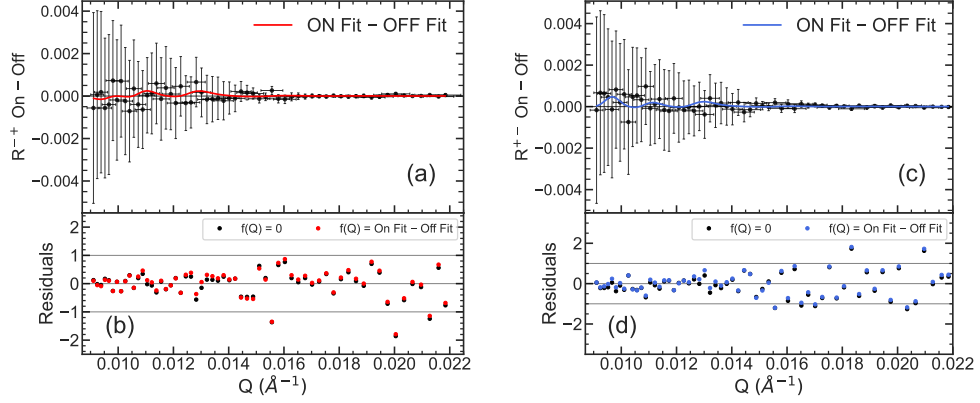 0.004
0.002
0.000
−0.002
−0.004
R⁻⁺ On − Off
ON Fit − OFF Fit
(a)
2
1
0
−1
−2
Residuals
f(Q) = 0
f(Q) = On Fit − Off Fit
(b)
0.010 0.012 0.014 0.016 0.018 0.020 0.022
Q (Å⁻¹)
0.004
0.002
0.000
−0.002
−0.004
R⁺⁻ On − Off
ON Fit − OFF Fit
(c)
2
0
−2
Residuals
f(Q) = 0
f(Q) = On Fit − Off Fit
(d)
0.010 0.012 0.014 0.016 0.018 0.020 0.022
Q (Å⁻¹)